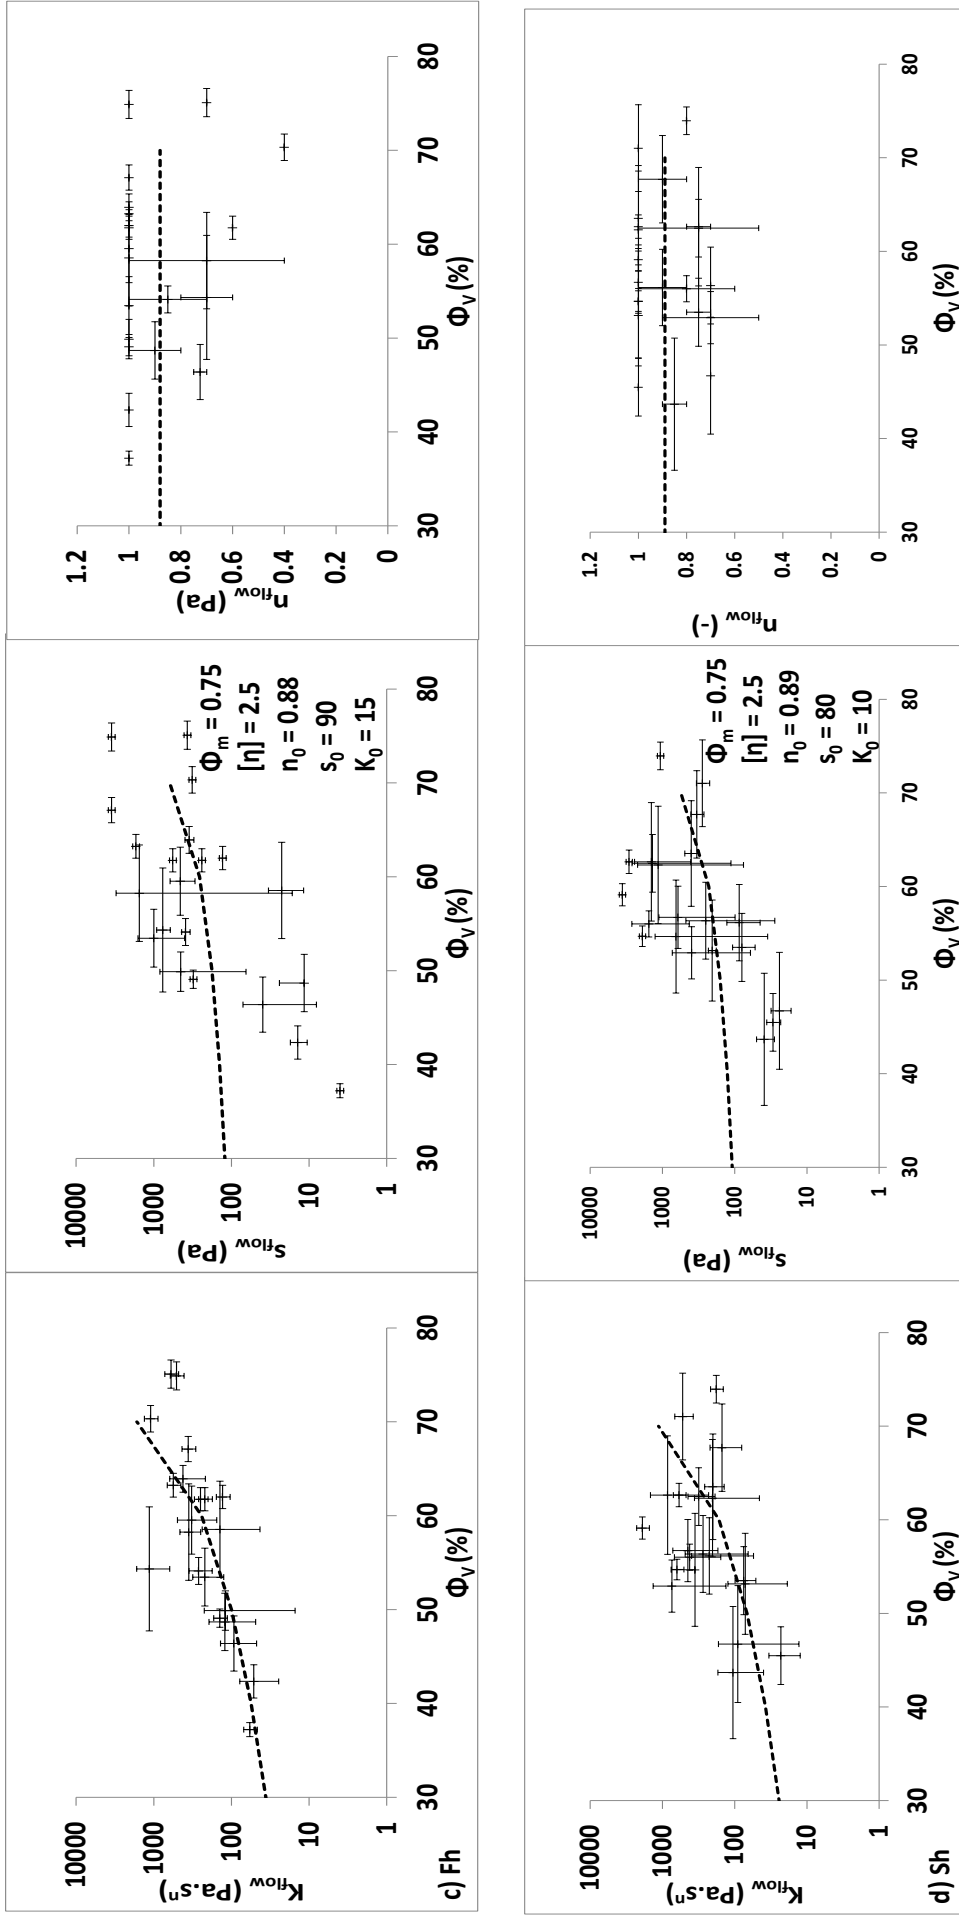 10000
1000
100
10
1
K_flow (Pa.sⁿ)
30
40
50
60
70
80
Φ_V (%)
c) Fh
10000
1000
100
10
1
s_flow (Pa)
30
40
50
60
70
80
Φ_V (%)
Φ_m = 0.75
[η] = 2.5
n_0 = 0.88
s_0 = 90
K_0 = 15
1.2
1
0.8
0.6
0.4
0.2
0
n_flow (Pa)
30
40
50
60
70
80
Φ_V (%)
10000
1000
100
10
1
K_flow (Pa.sⁿ)
30
40
50
60
70
80
Φ_V (%)
d) Sh
10000
1000
100
10
1
s_flow (Pa)
30
40
50
60
70
80
Φ_V (%)
Φ_m = 0.75
[η] = 2.5
n_0 = 0.89
s_0 = 80
K_0 = 10
1.2
1
0.8
0.6
0.4
0.2
0
n_flow (-)
30
40
50
60
70
80
Φ_V (%)